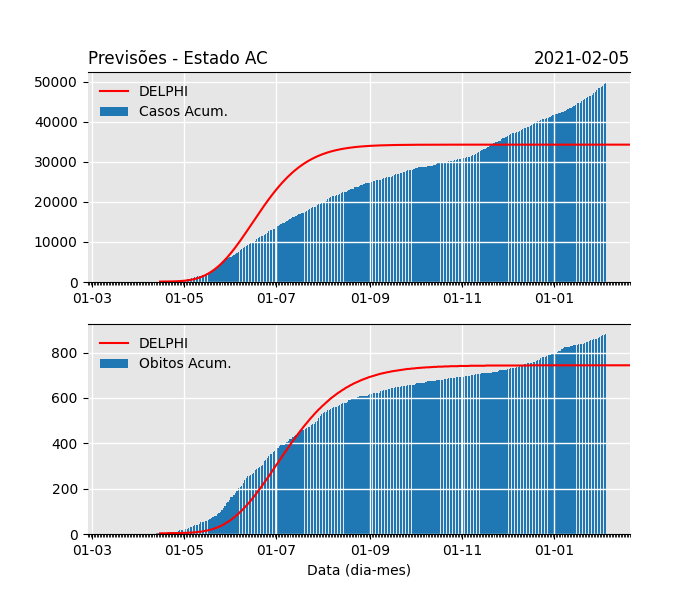 Previsões - Estado AC 2021-02-05
50000
40000
30000
20000
10000
0
DELPHI
Casos Acum.
01-03 01-05 01-07 01-09 01-11 01-01
800
600
400
200
0
DELPHI
Obitos Acum.
01-03 01-05 01-07 01-09 01-11 01-01
Data (dia-mes)